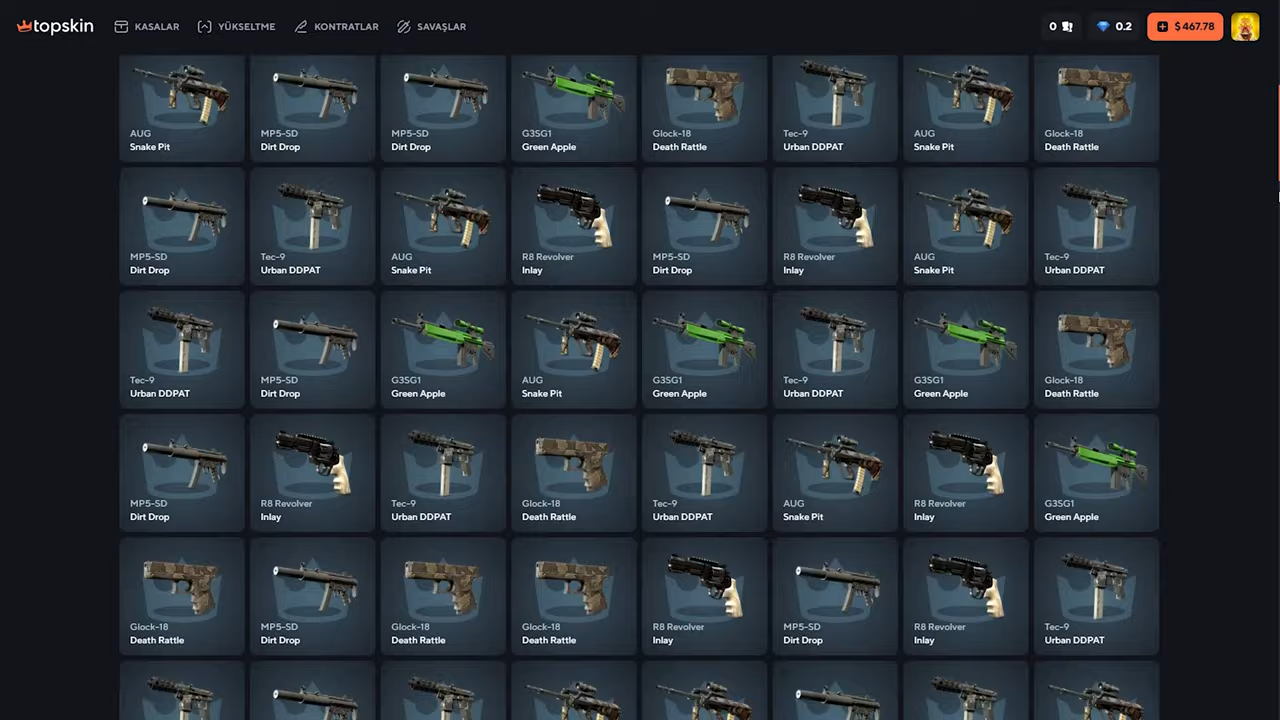 topskin
KASALAR
YÜKSELTME
KONTRATLAR
SAVAŞLAR
0
0.2
$ 467.78
AUG
Snake Pit
MP5-SD
Dirt Drop
MP5-SD
Dirt Drop
G3SG1
Green Apple
Glock-18
Death Rattle
Tec-9
Urban DDPAT
AUG
Snake Pit
Glock-18
Death Rattle
MP5-SD
Dirt Drop
Tec-9
Urban DDPAT
AUG
Snake Pit
R8 Revolver
Inlay
MP5-SD
Dirt Drop
R8 Revolver
Inlay
AUG
Snake Pit
Tec-9
Urban DDPAT
Tec-9
Urban DDPAT
MP5-SD
Dirt Drop
G3SG1
Green Apple
AUG
Snake Pit
G3SG1
Green Apple
Tec-9
Urban DDPAT
G3SG1
Green Apple
Glock-18
Death Rattle
MP5-SD
Dirt Drop
R8 Revolver
Inlay
Tec-9
Urban DDPAT
Glock-18
Death Rattle
Tec-9
Urban DDPAT
AUG
Snake Pit
R8 Revolver
Inlay
G3SG1
Green Apple
Glock-18
Death Rattle
MP5-SD
Dirt Drop
Glock-18
Death Rattle
Glock-18
Death Rattle
R8 Revolver
Inlay
MP5-SD
Dirt Drop
R8 Revolver
Inlay
Tec-9
Urban DDPAT